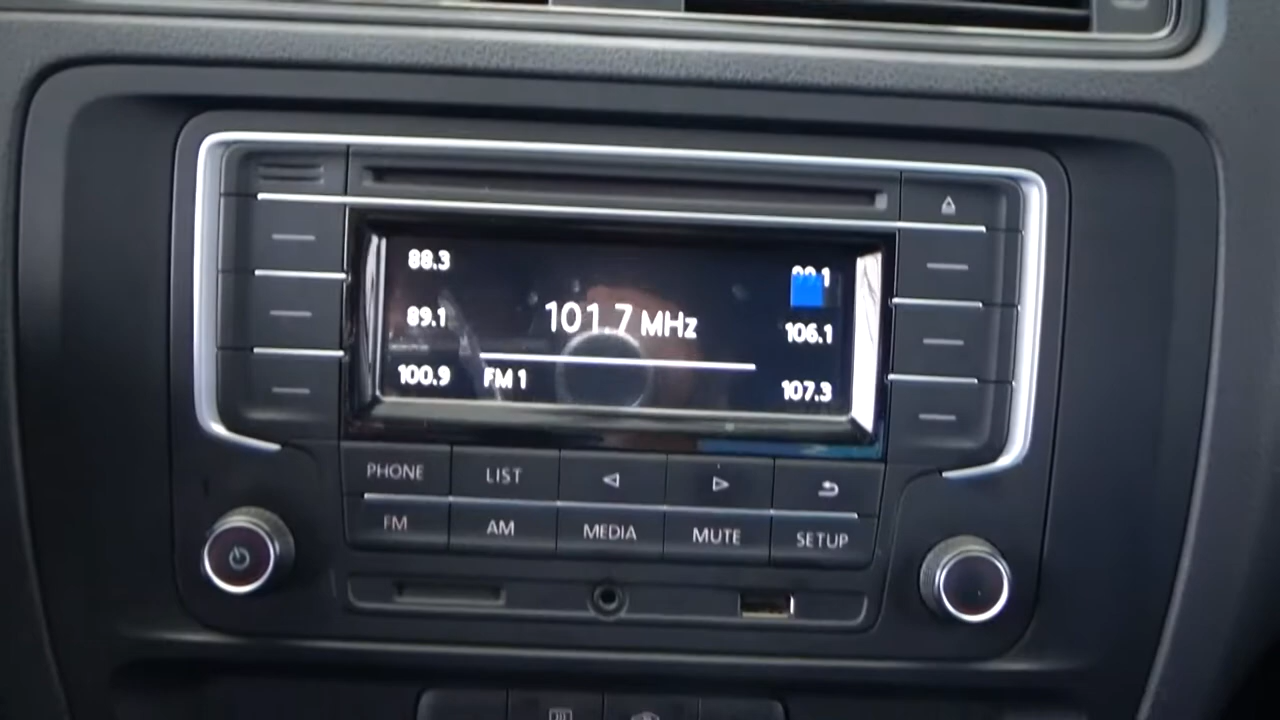 88.3
101.7 MHz
89.1
106.1
100.9
FM 1
107.3
PHONE
LIST
FM
AM
MEDIA
MUTE
SETUP